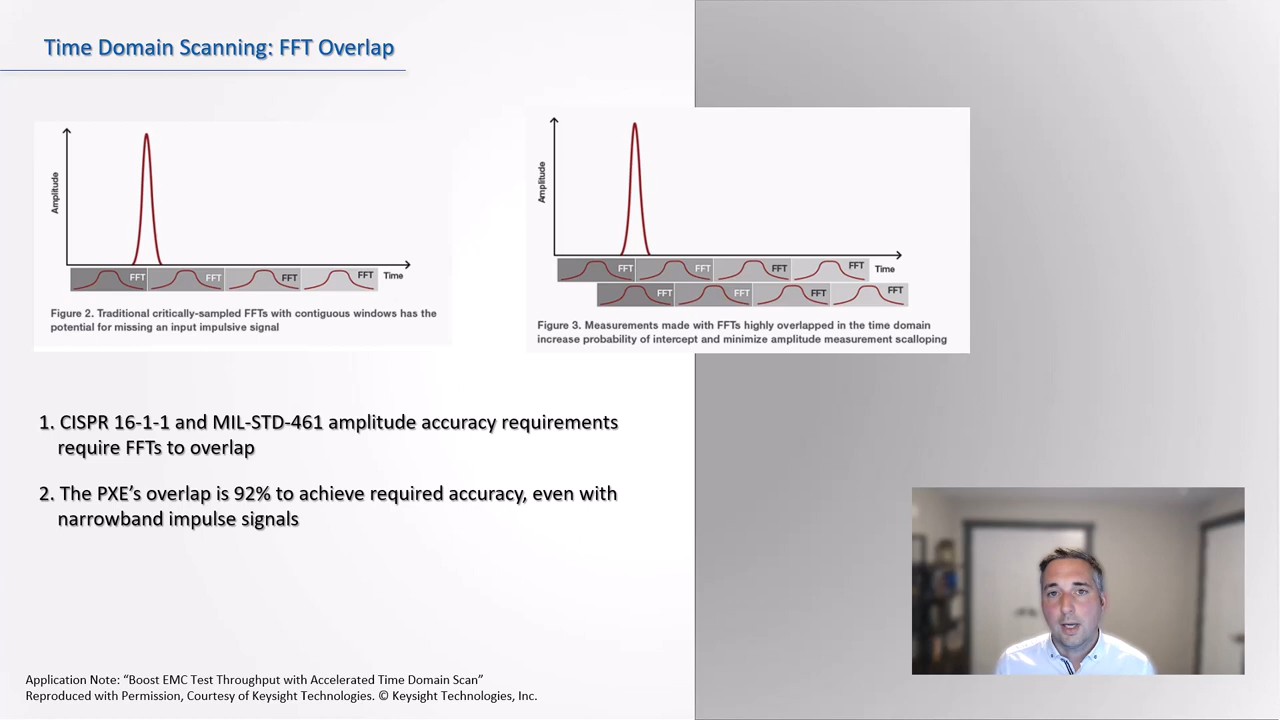 Time Domain Scanning: FFT Overlap
Amplitude
FFT FFT FFT FFT Time
Figure 2. Traditional critically-sampled FFTs with contiguous windows has the
potential for missing an input impulsive signal
Amplitude
FFT FFT FFT FFT Time
FFT FFT FFT FFT
Figure 3. Measurements made with FFTs highly overlapped in the time domain
increase probability of intercept and minimize amplitude measurement scalloping
1. CISPR 16-1-1 and MIL-STD-461 amplitude accuracy requirements
require FFTs to overlap
2. The PXE’s overlap is 92% to achieve required accuracy, even with
narrowband impulse signals
Application Note: “Boost EMC Test Throughput with Accelerated Time Domain Scan”
Reproduced with Permission, Courtesy of Keysight Technologies. © Keysight Technologies, Inc.